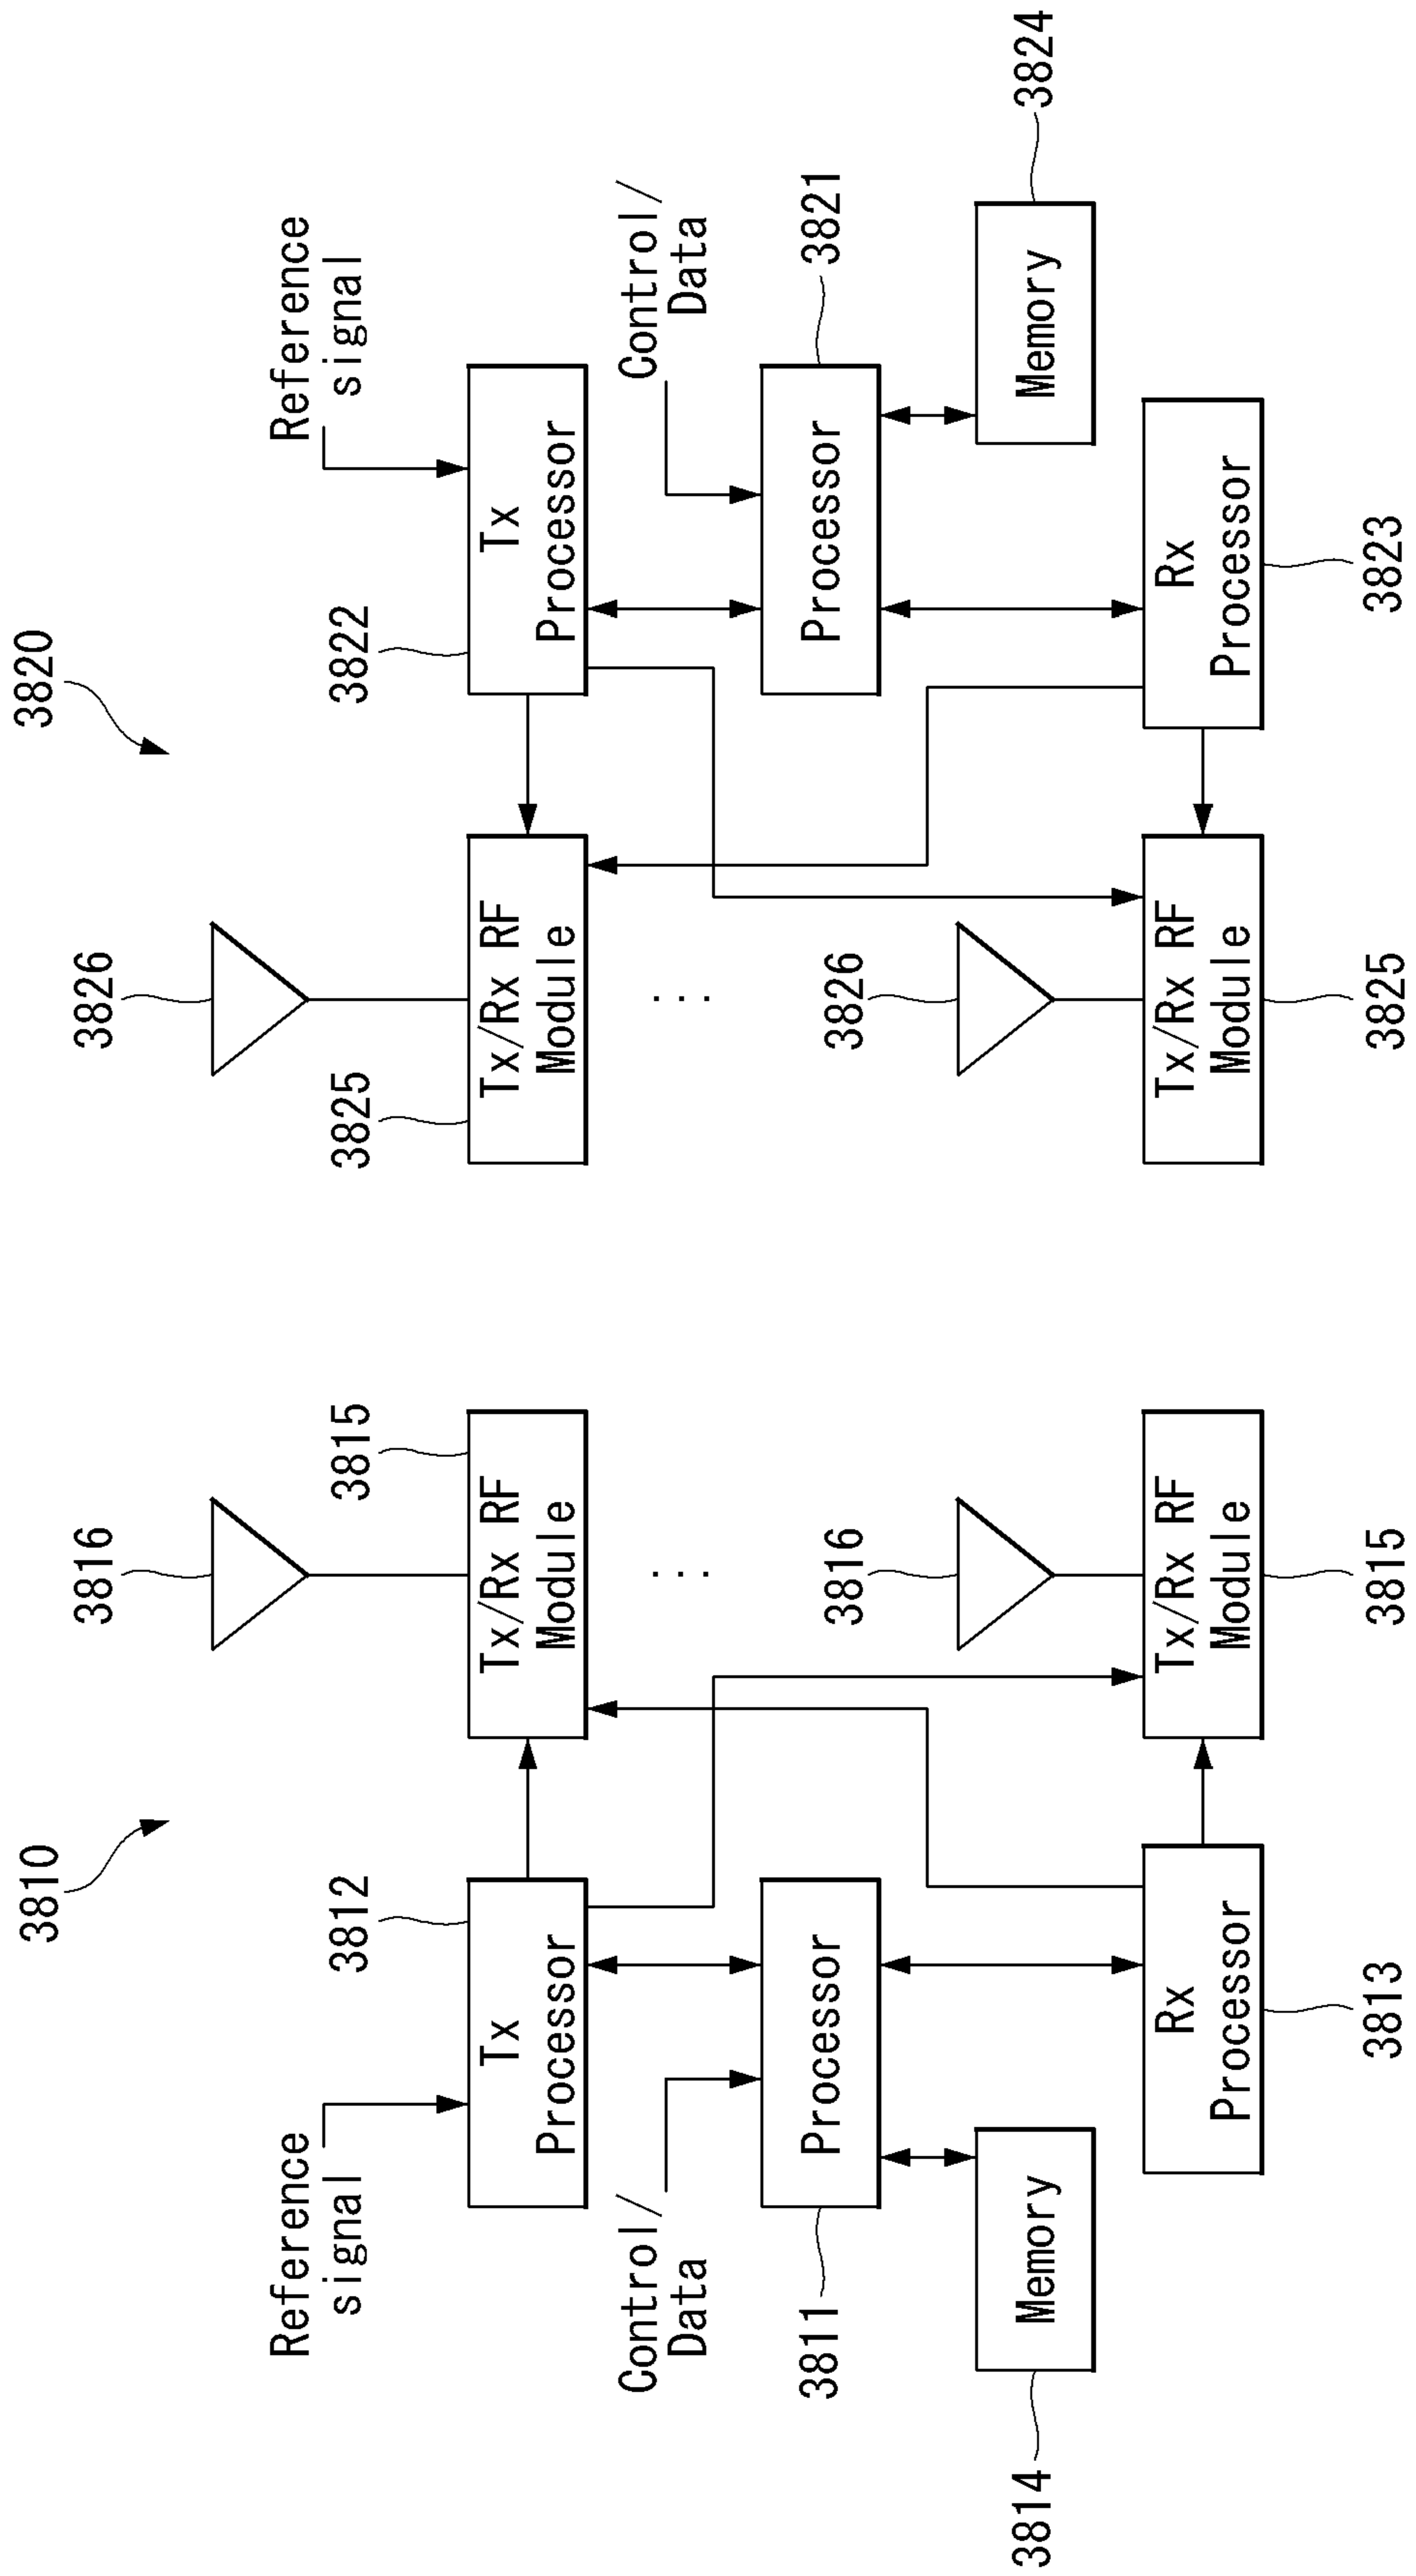 3810
3820
3816
3826
Reference
signal
3812
3815
3825
3822
Reference
signal
Tx
Processor
Tx/Rx RF
Module
Tx/Rx RF
Module
Tx
Processor
Control/
Data
...
...
Control/
Data
3811
Processor
3816
3826
Processor
3821
3814
Memory
Memory
3824
Rx
Processor
Tx/Rx RF
Module
Tx/Rx RF
Module
Rx
Processor
3813
3815
3825
3823